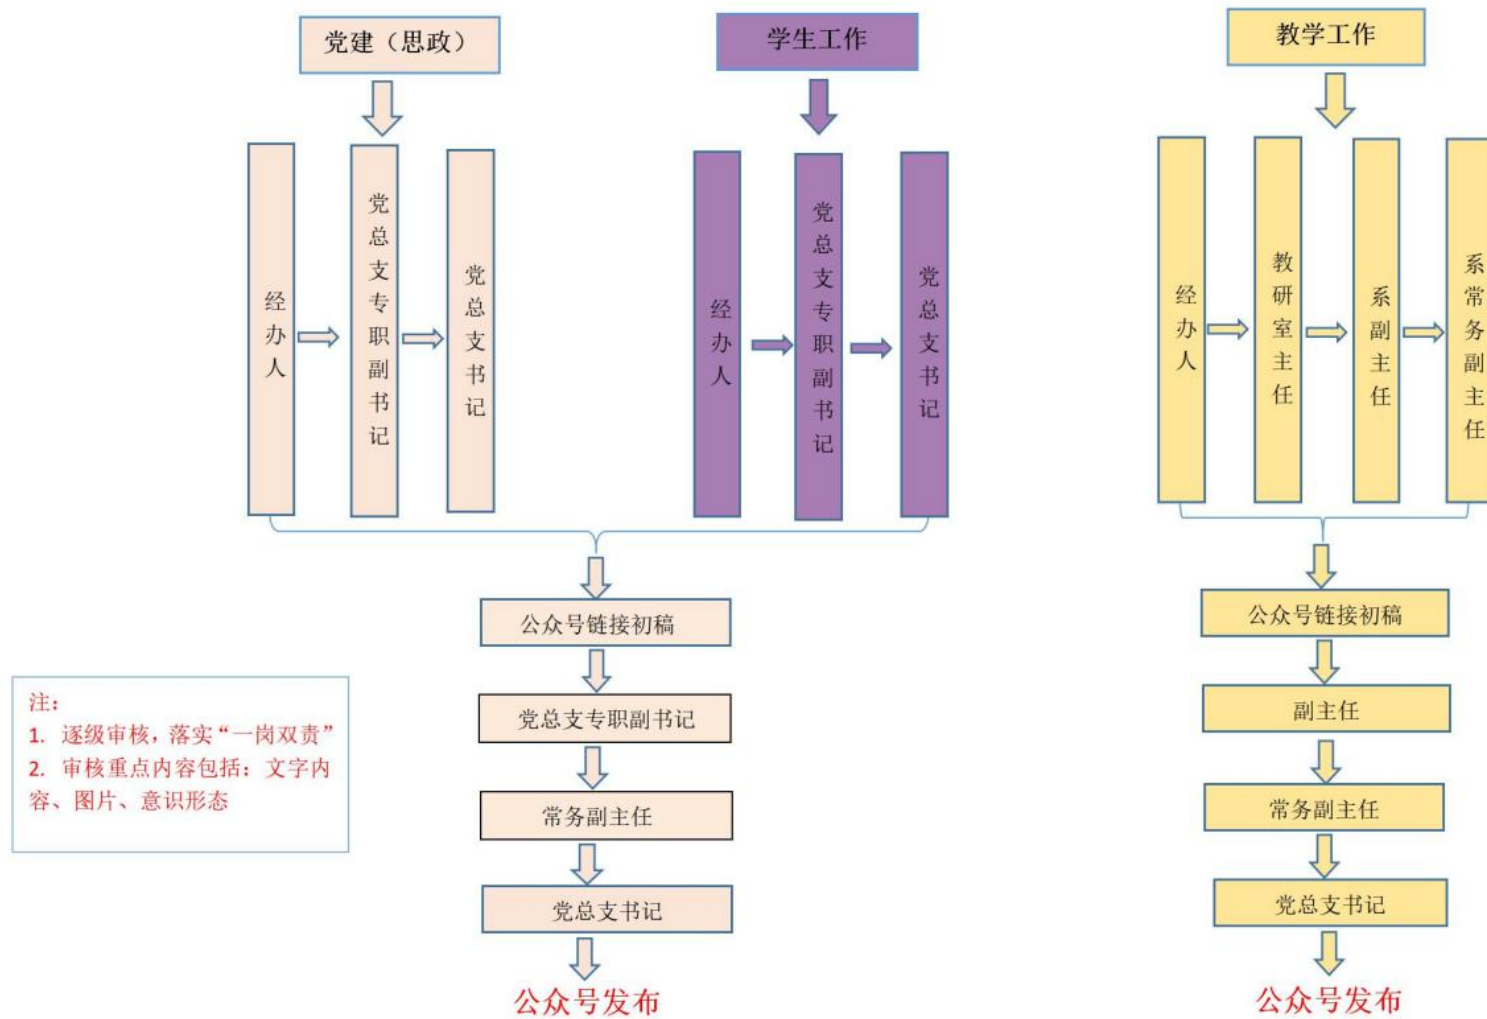 党建（思政）
学生工作
教学工作
经办人
党总支专职副书记
党总支书记
经办人
党总支专职副书记
党总支书记
经办人
教研室主任
系副主任
系常务副主任
公众号链接初稿
党总支专职副书记
常务副主任
党总支书记
公众号发布
公众号链接初稿
副主任
常务副主任
党总支书记
公众号发布
注：
1. 逐级审核，落实“一岗双责”
2. 审核重点内容包括：文字内
容、图片、意识形态